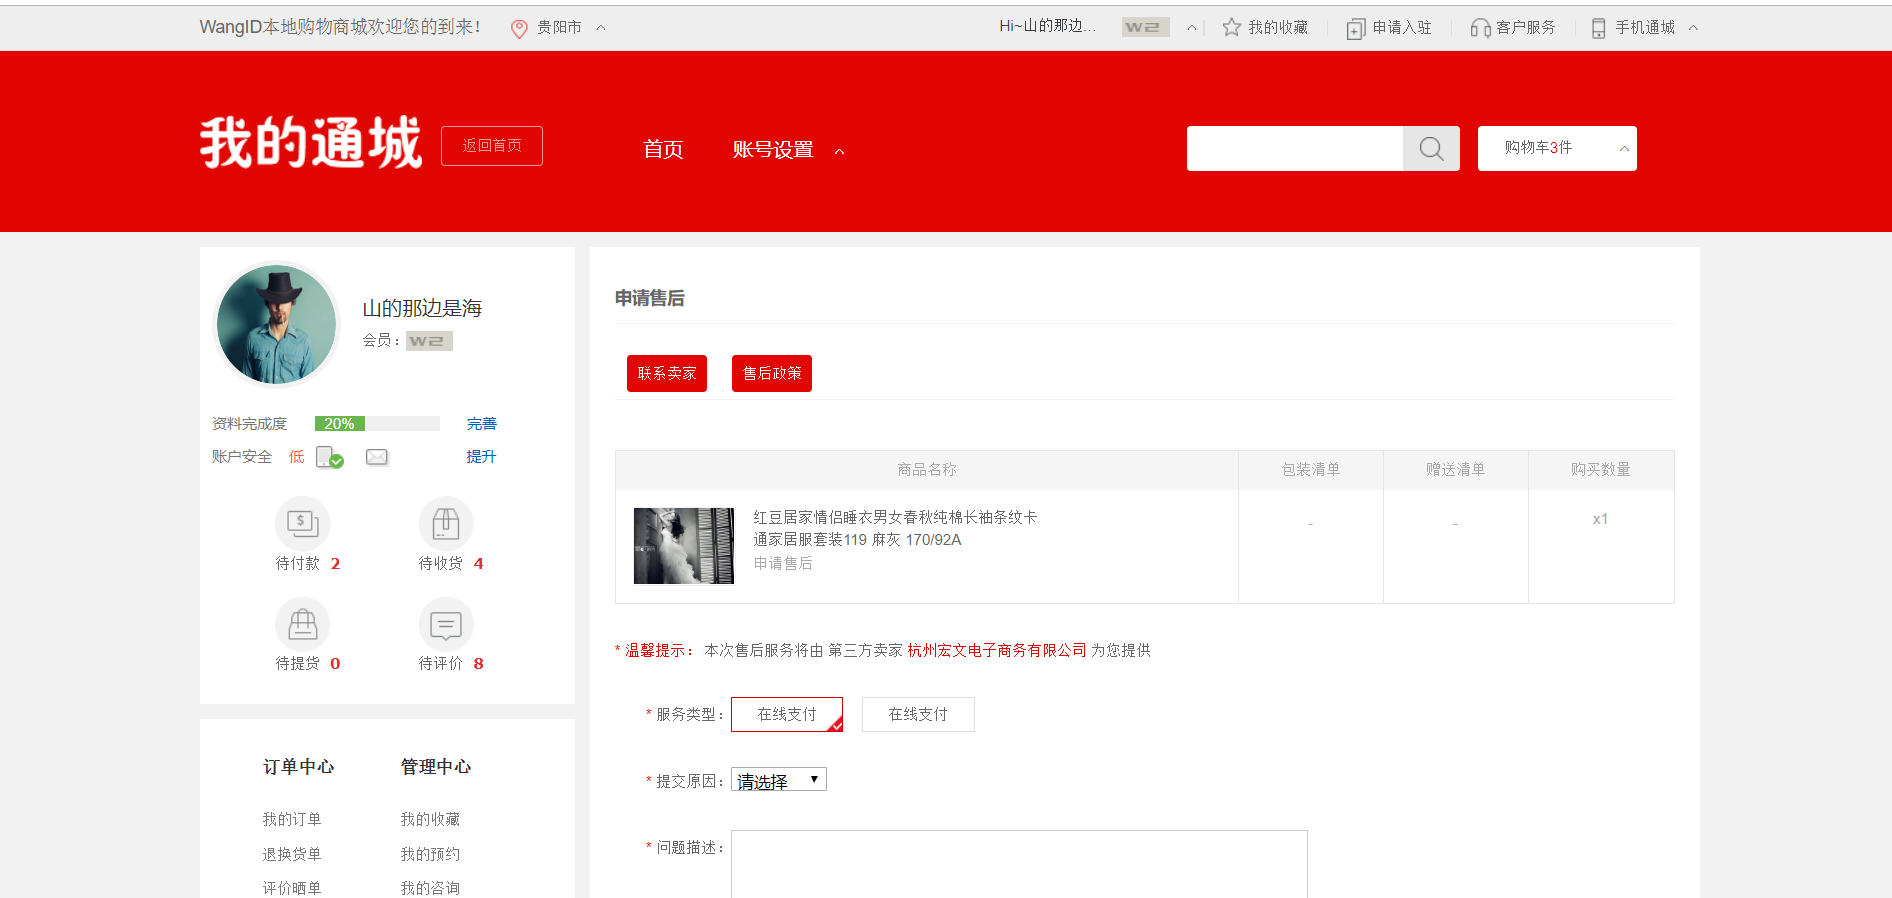 WangID本地购物商城欢迎您的到来! 贵阳市 Hi~山的那边... W2 我的收藏 申请入驻 客户服务 手机通城
我的通城 返回首页 首页 账号设置 购物车3件
山的那边是海
会员： W2
资料完成度 20% 完善
账户安全 低 提升
待付款 2 待收货 4
待提货 0 待评价 8
订单中心 管理中心
我的订单 我的收藏
退换货单 我的预约
评价晒单 我的咨询
申请售后
联系卖家 售后政策
商品名称 包装清单 赠送清单 购买数量
红豆居家情侣睡衣男女春秋纯棉长袖条纹卡 - - x1
通家居服套装119 麻灰 170/92A
申请售后
* 温馨提示： 本次售后服务将由 第三方卖家 杭州宏文电子商务有限公司 为您提供
* 服务类型： 在线支付 在线支付
* 提交原因： 请选择
* 问题描述：